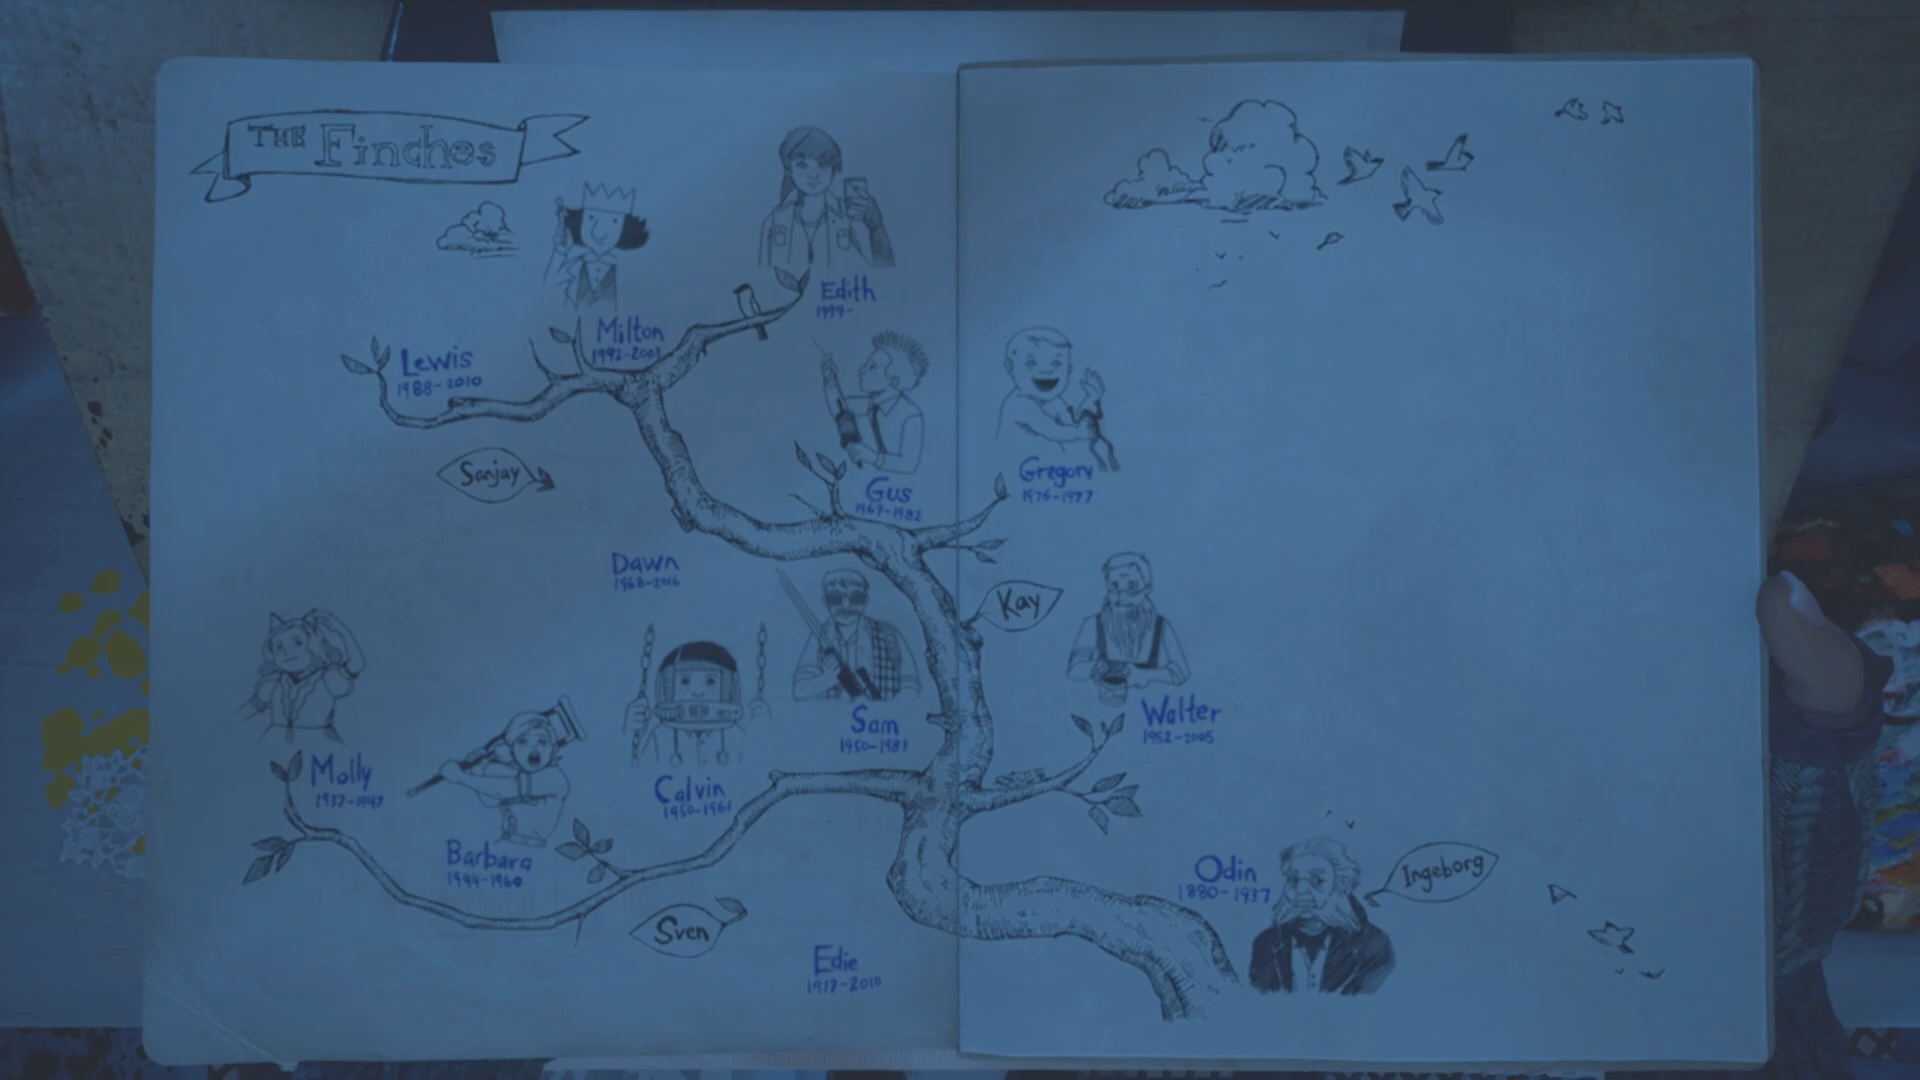 THE Finches
Edith
1999-
Milton
1992-2003
Lewis
1988-2010
Sanjay
Gus
1969-1982
Gregory
1976-1977
Dawn
1968-2016
Kay
Sam
1950-1983
Walter
1952-2005
Molly
1937-1947
Calvin
1950-1961
Barbara
1944-1960
Sven
Odin
1880-1937
Ingeborg
Edie
1917-2010